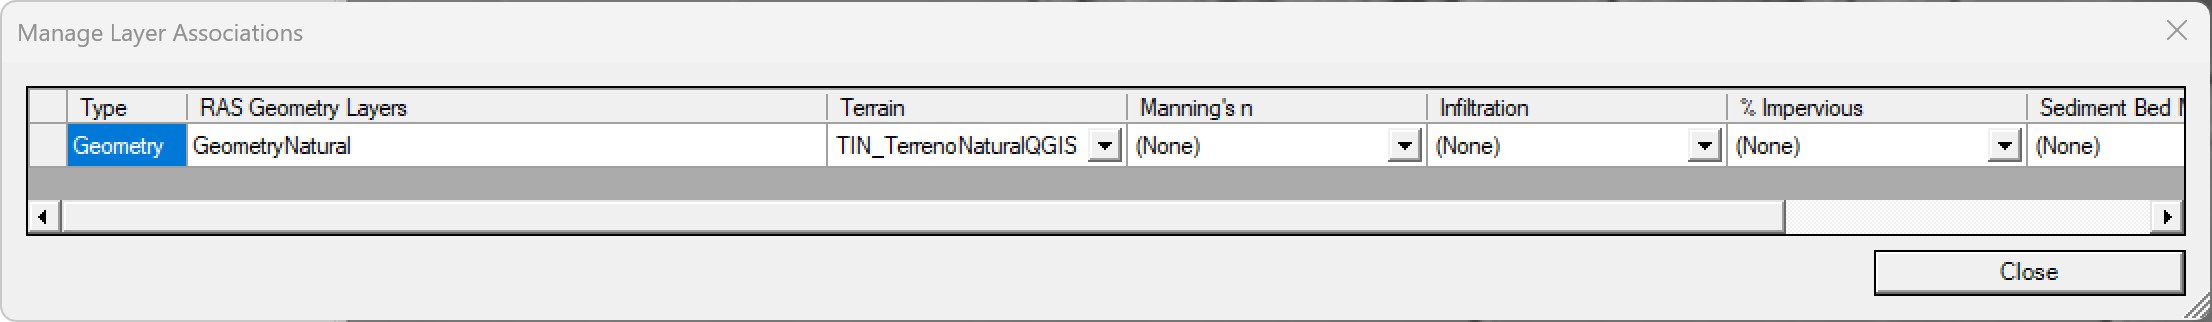 Manage Layer Associations
Type RAS Geometry Layers Terrain Manning's n Infiltration % Impervious Sediment Bed
Geometry GeometryNatural TIN_TerrenoNaturalQGIS (None) (None) (None) (None)
Close